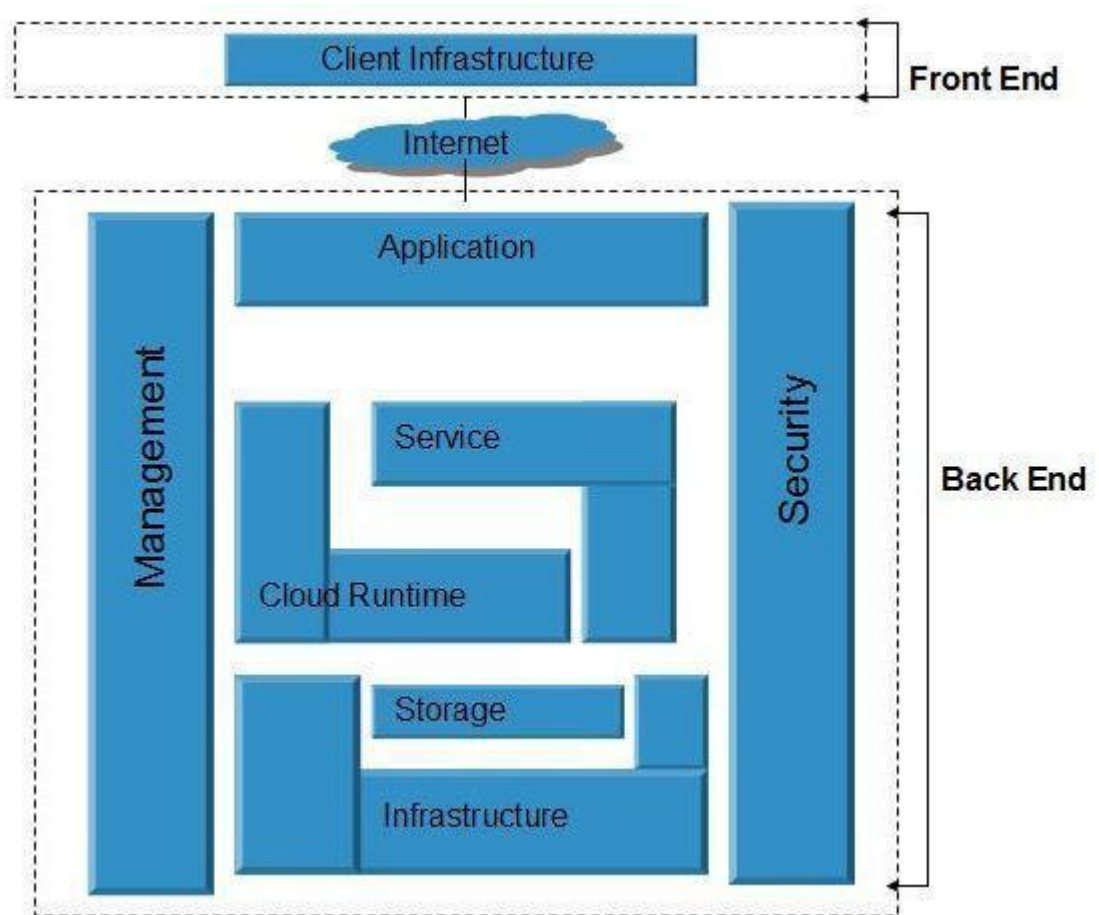 Client Infrastructure
Front End
Internet
Application
Management
Service
Security
Back End
Cloud Runtime
Storage
Infrastructure